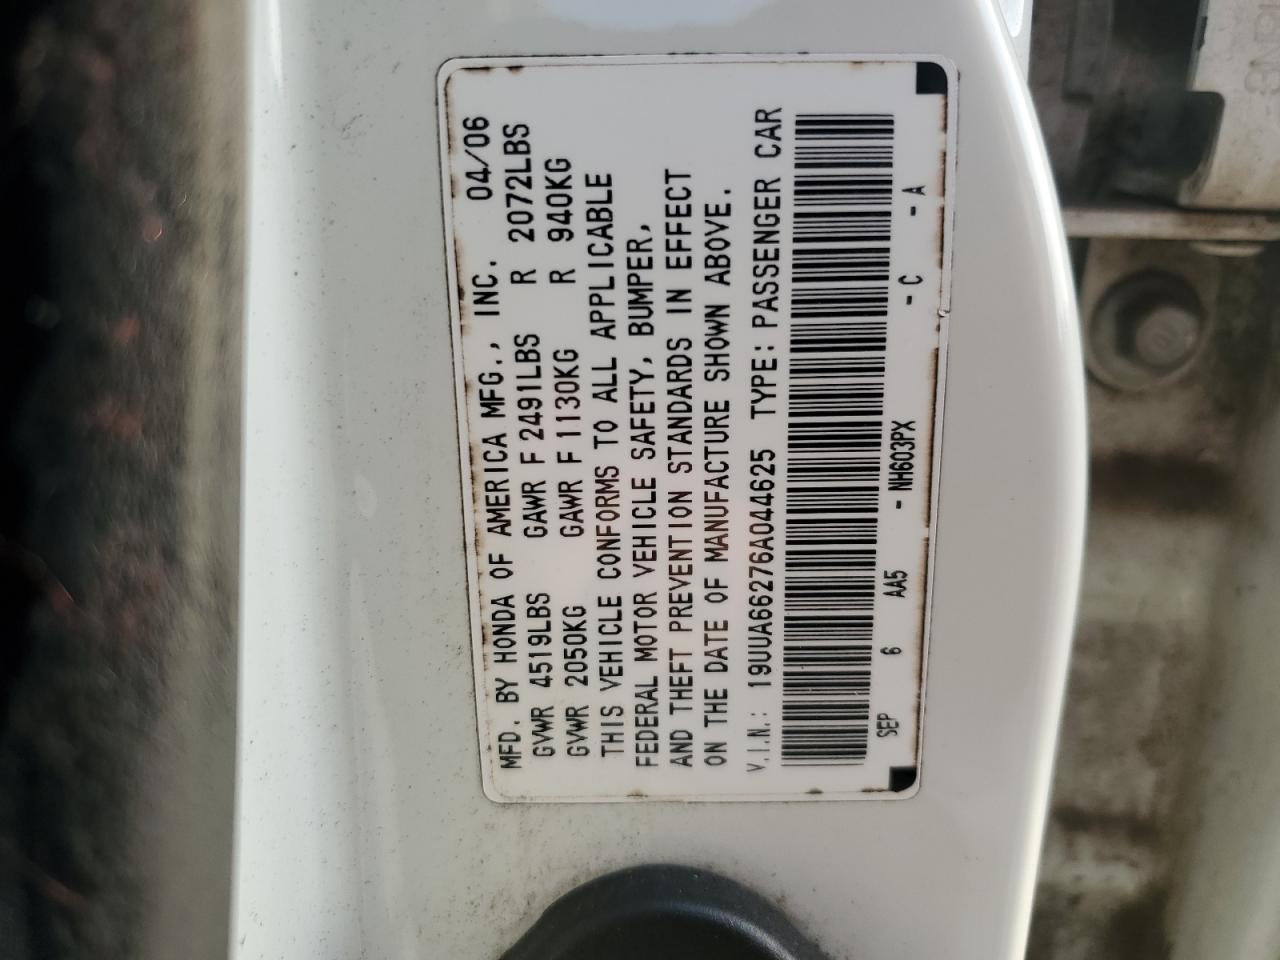 MFD. BY HONDA OF AMERICA MFG., INC. 04/06
GVWR 4519LBS GAWR F 2491LBS R 2072LBS
GVWR 2050KG GAWR F 1130KG R 940KG
THIS VEHICLE CONFORMS TO ALL APPLICABLE
FEDERAL MOTOR VEHICLE SAFETY, BUMPER,
AND THEFT PREVENTION STANDARDS IN EFFECT
ON THE DATE OF MANUFACTURE SHOWN ABOVE.
V.I.N.: 19UUA66276A044625 TYPE: PASSENGER CAR
SEP 6 AA5 - NH603PX - C - A